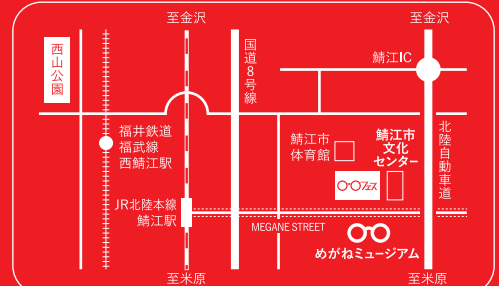 至金沢
至金沢
西山公園
国道8号線
鯖江IC
福井鉄道
福武線
西鯖江駅
鯖江市
体育館
鯖江市
文化
センター
北陸自動車道
フェス
JR北陸本線
鯖江駅
MEGANE STREET
めがねミュージアム
至米原
至米原